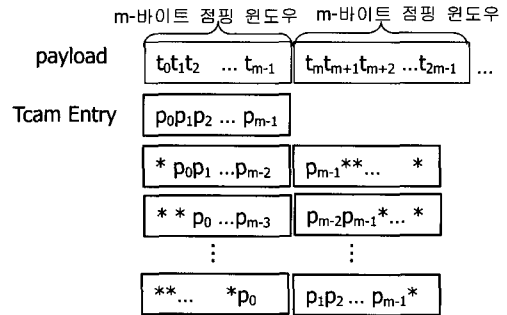 m-바이트 점핑 윈도우 m-바이트 점핑 윈도우
payload t₀t₁t₂ ... tₘ₋₁ tₘtₘ₊₁tₘ₊₂ ...t₂ₘ₋₁ ...
Tcam Entry p₀p₁p₂ ... pₘ₋₁
* p₀p₁ ...pₘ₋₂ pₘ₋₁**... *
* * p₀ ...pₘ₋₃ pₘ₋₂pₘ₋₁*... *
⋮ ⋮
**... *p₀ p₁p₂ ... pₘ₋₁*